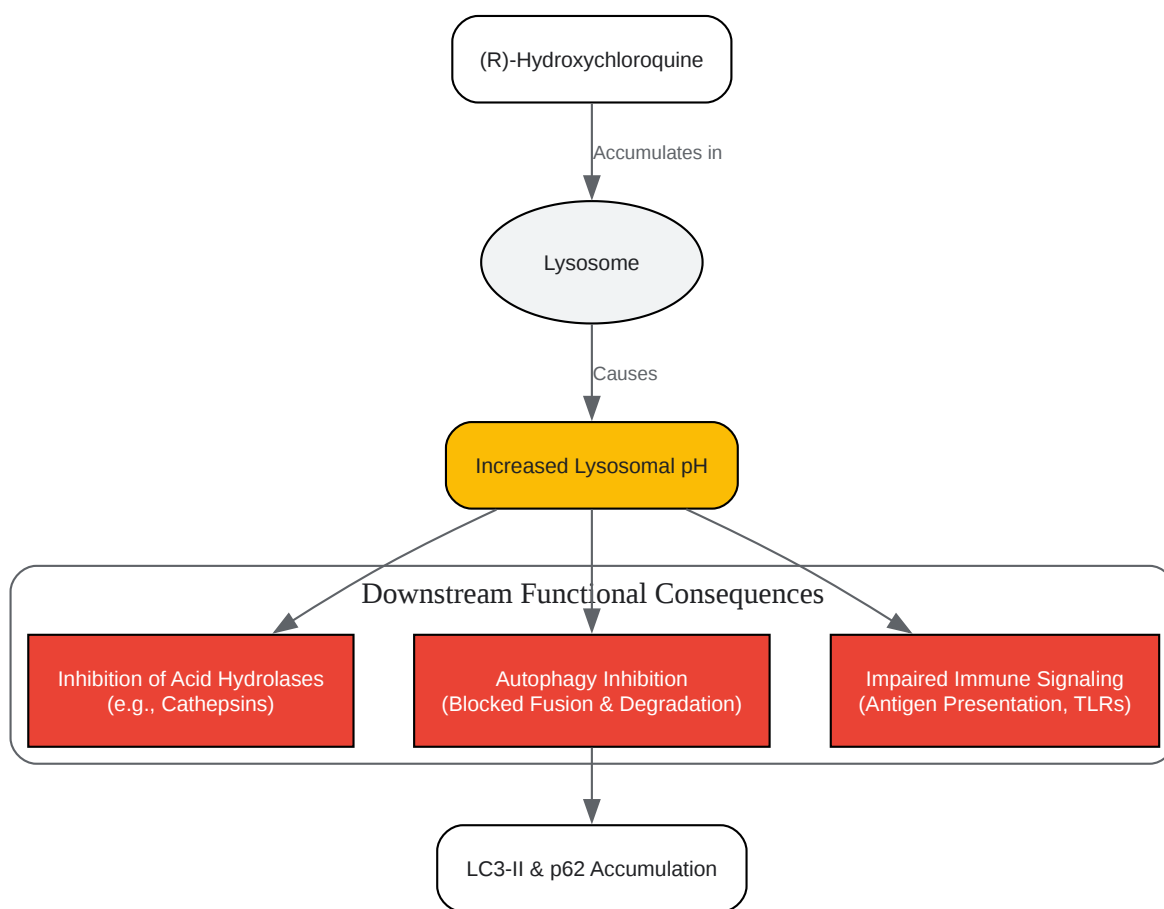 (R)-Hydroxychloroquine
Accumulates in
Lysosome
Causes
Increased Lysosomal pH
Downstream Functional Consequences
Inhibition of Acid Hydrolases
(e.g., Cathepsins)
Autophagy Inhibition
(Blocked Fusion & Degradation)
Impaired Immune Signaling
(Antigen Presentation, TLRs)
LC3-II & p62 Accumulation